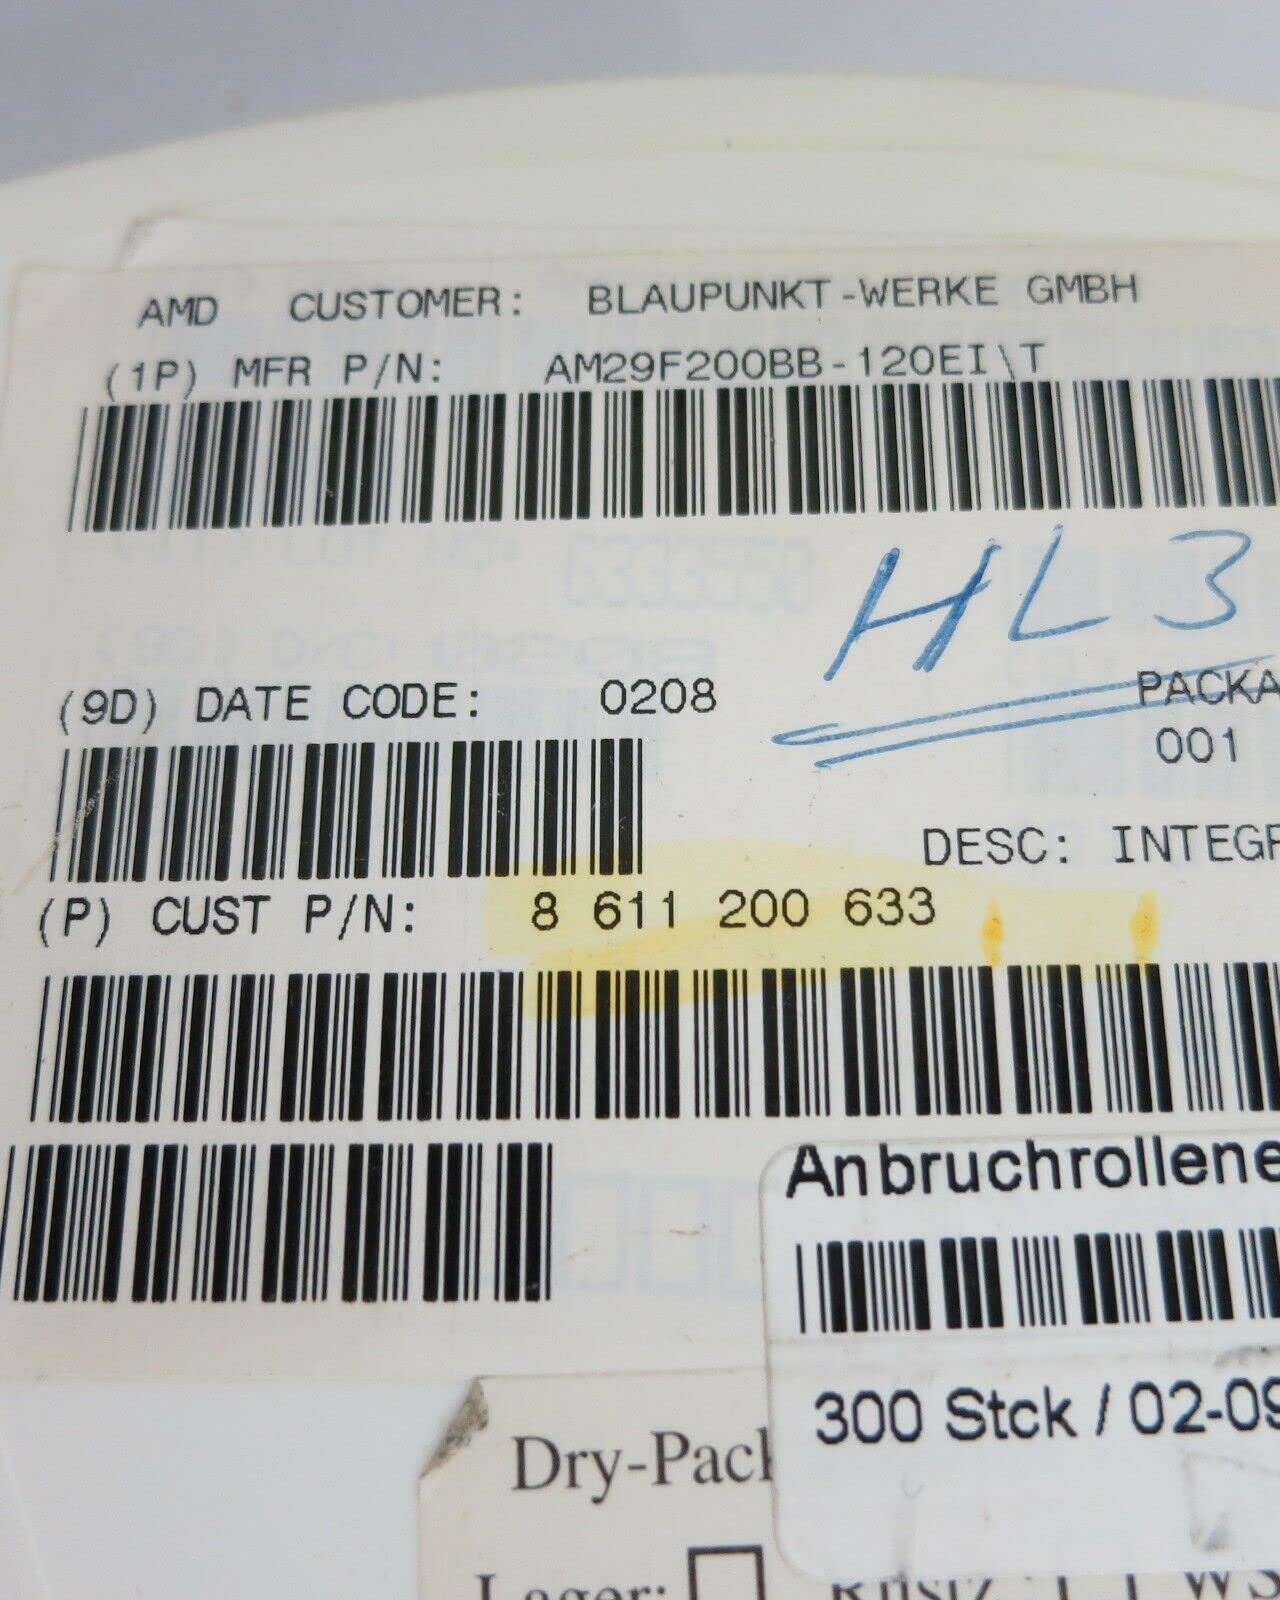 AMD CUSTOMER: BLAUPUNKT-WERKE GMBH
(1P) MFR P/N: AM29F200BB-120EI\T
HL3
(9D) DATE CODE: 0208
PACKA
001
DESC: INTEGR
(P) CUST P/N: 8 611 200 633
Anbruchrollene
300 Stck / 02-09
Dry-Pack
Lager: